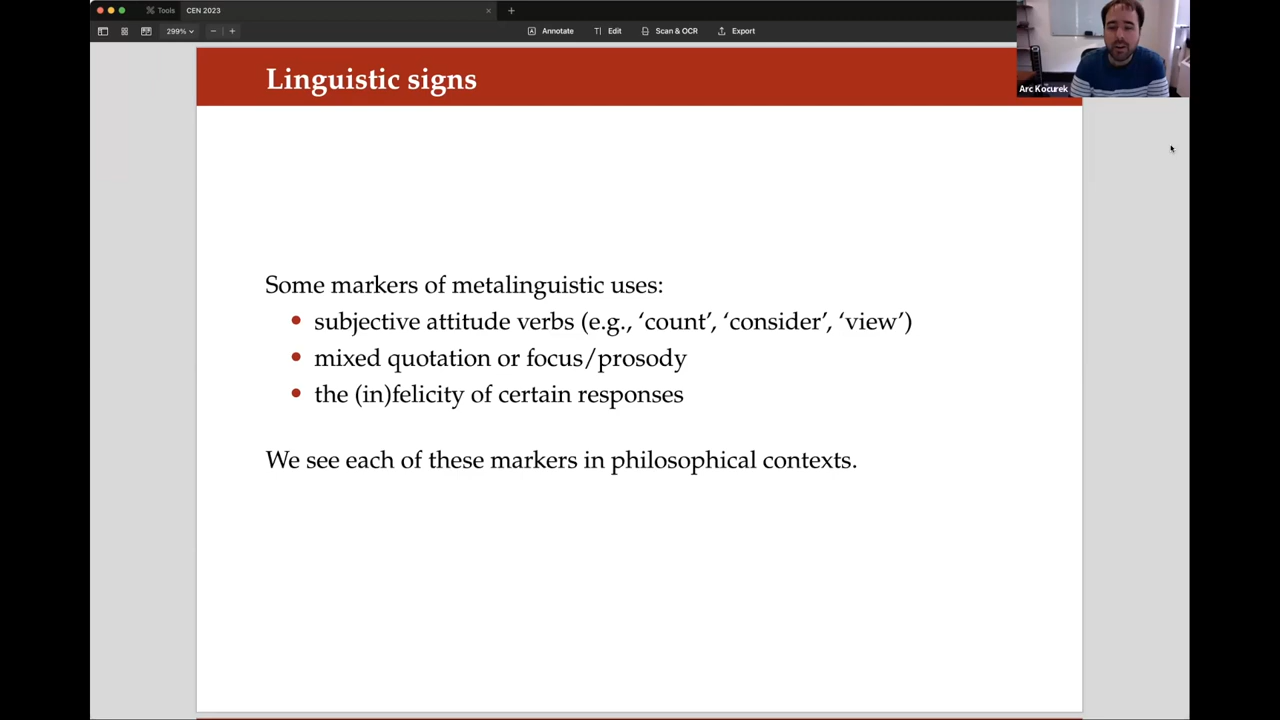 Tools
CEN 2023
299%
Annotate
Edit
Scan & OCR
Export
Arc Kocurek
Linguistic signs
Some markers of metalinguistic uses:
• subjective attitude verbs (e.g., ‘count’, ‘consider’, ‘view’)
• mixed quotation or focus/prosody
• the (in)felicity of certain responses
We see each of these markers in philosophical contexts.